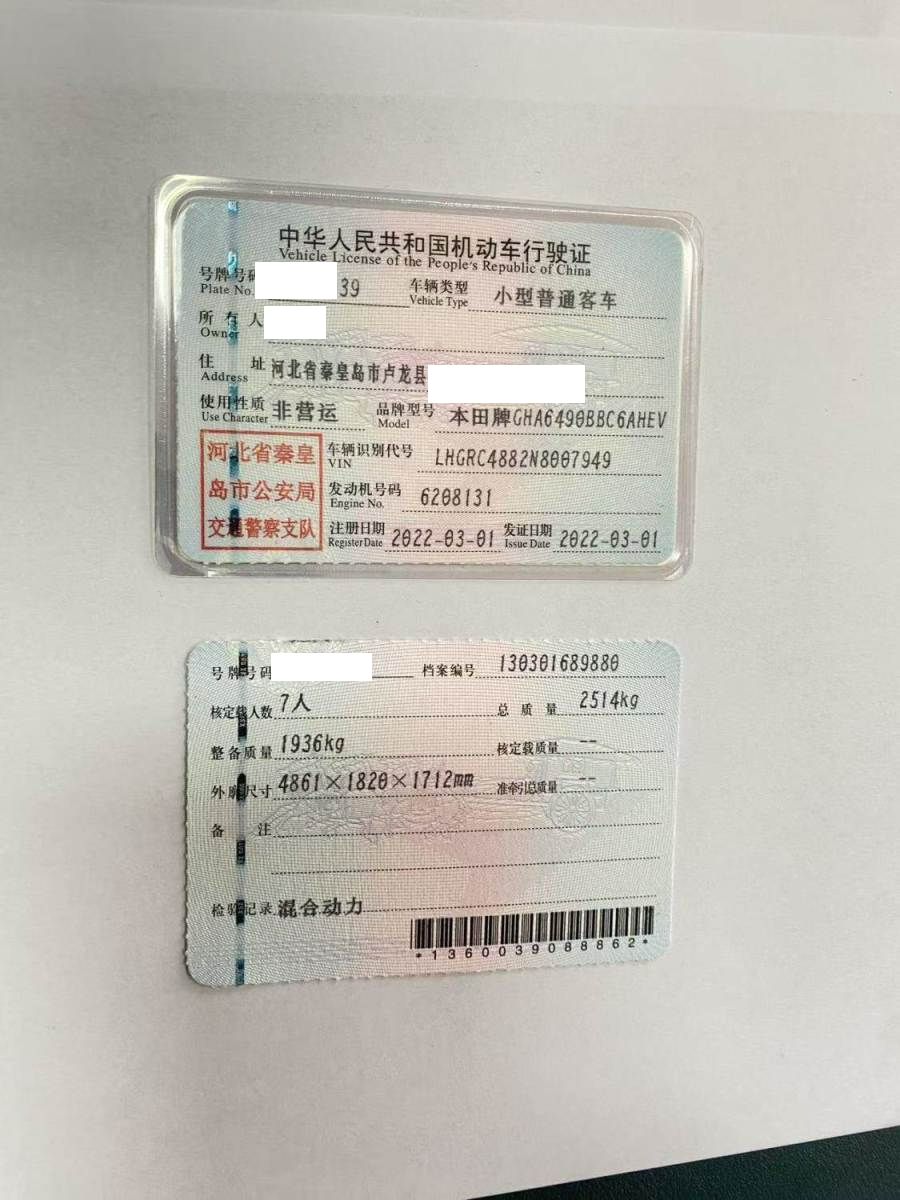 中华人民共和国机动车行驶证
Vehicle License of the People's Republic of China
号牌号码 39 车辆类型 小型普通客车
Plate No. Vehicle Type
所有人
Owner
住址 河北省秦皇岛市卢龙县
Address
使用性质 非营运 品牌型号 本田牌GHA6490BBC6AHEV
Use Character Model
河北省秦皇
岛市公安局
交通警察支队
车辆识别代号 LHGRC4882N8007949
VIN
发动机号码 6208131
Engine No.
注册日期 2022-03-01 发证日期 2022-03-01
Register Date Issue Date
号牌号码 档案编号 130301689880
核定载人数 7人 总质量 2514kg
整备质量 1936kg 核定载质量 --
外廓尺寸 4861×1820×1712mm 准牵引总质量 --
备注
检验记录 混合动力
*1360039088862*